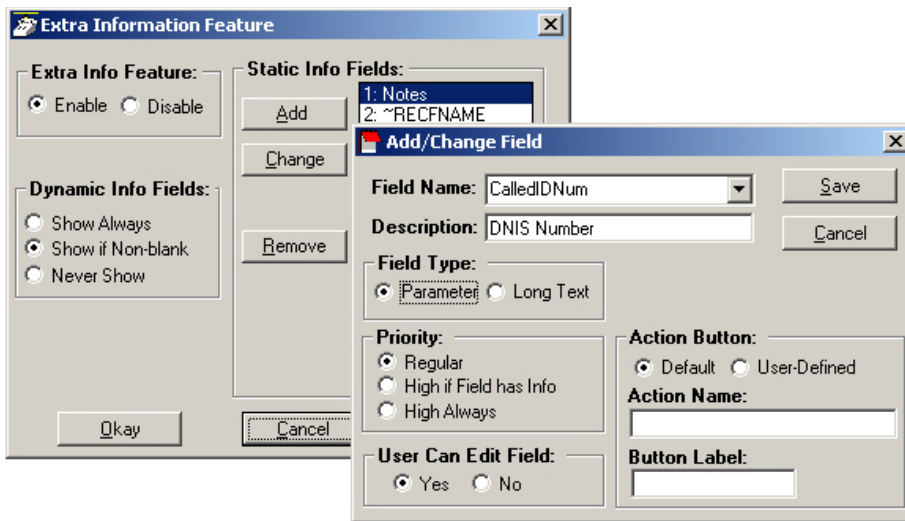 Extra Information Feature
Extra Info Feature:
Enable Disable
Dynamic Info Fields:
Show Always
Show if Non-blank
Never Show
Static Info Fields:
Add
Change
Remove
1: Notes
2: ~RECFNAME
Okay
Cancel
Add/Change Field
Field Name: CalledIDNum
Save
Description: DNIS Number
Cancel
Field Type:
Parameter Long Text
Priority:
Regular
High if Field has Info
High Always
User Can Edit Field:
Yes No
Action Button:
Default User-Defined
Action Name:
Button Label: